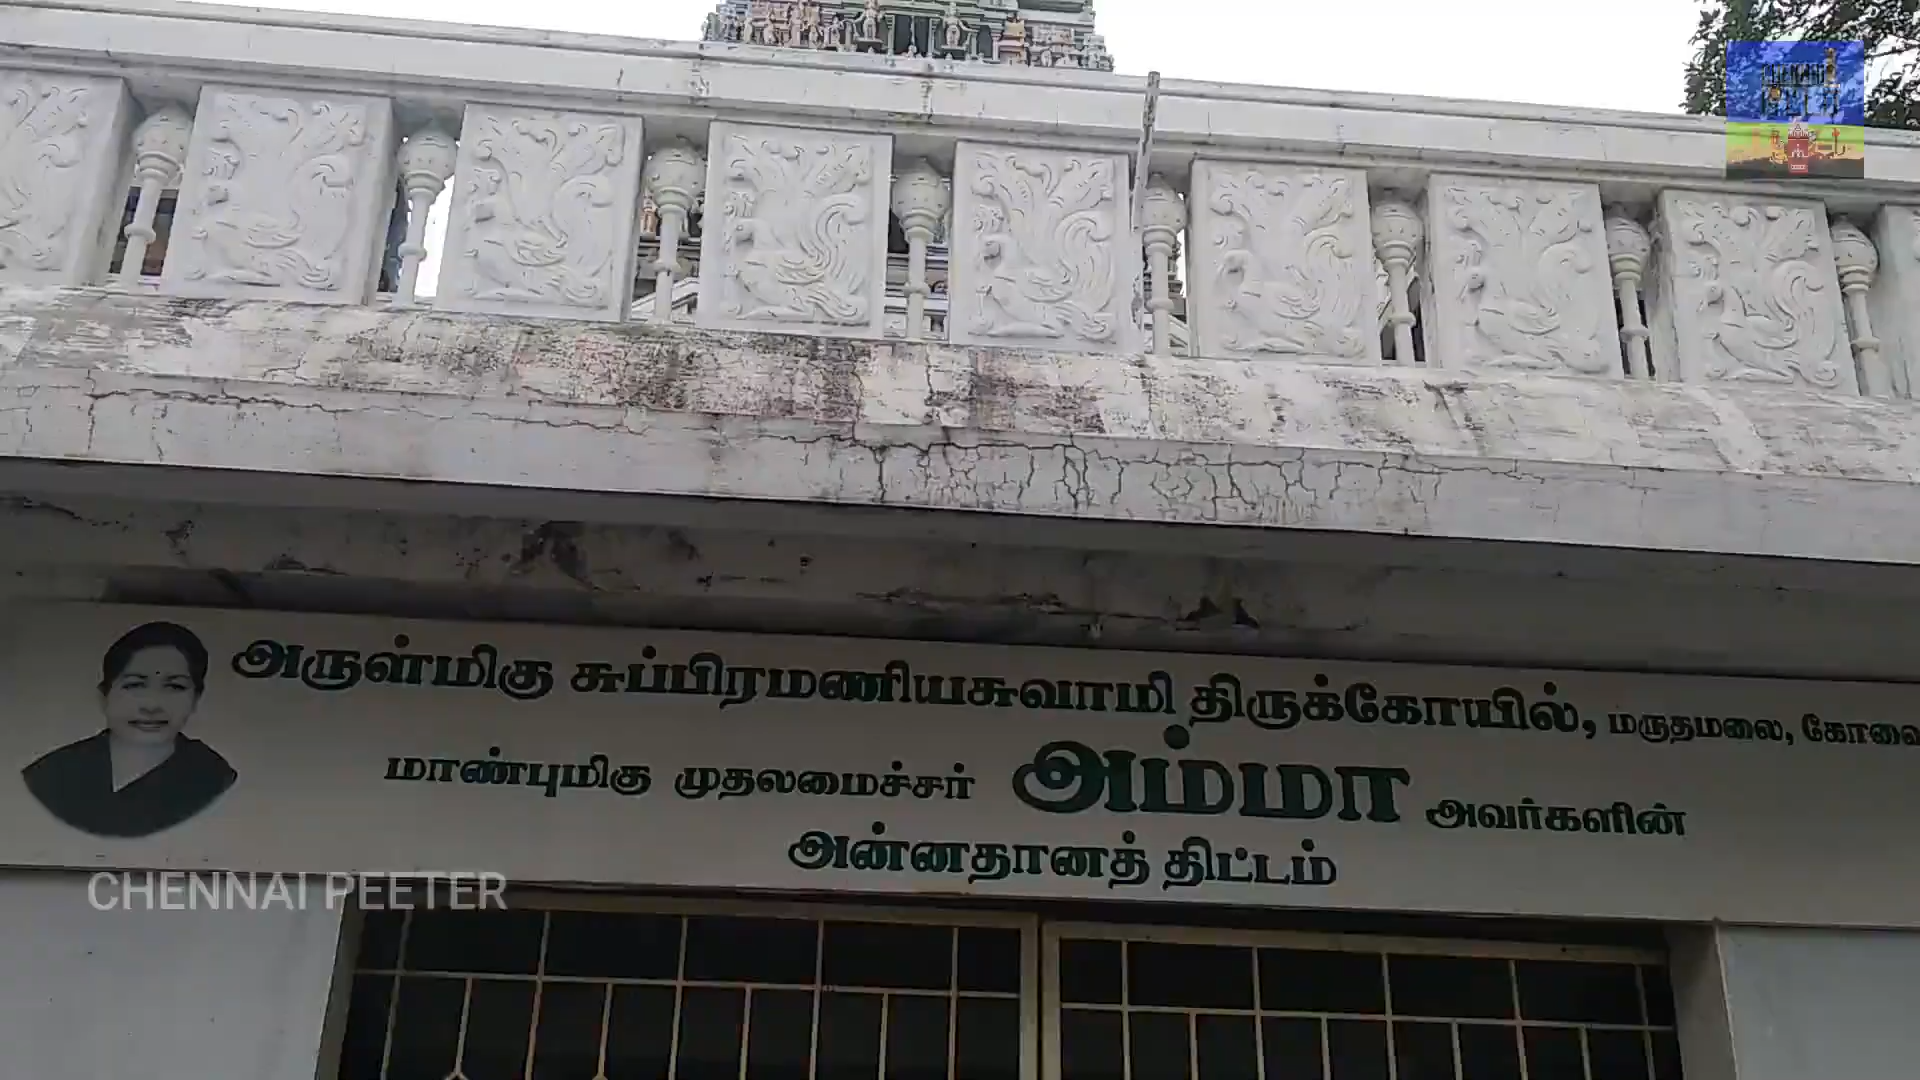 அருள்மிகு சுப்பிரமணியசுவாமி திருக்கோயில், மருதமலை, கோவை
மாண்புமிகு முதலமைச்சர் அம்மா அவர்களின்
அன்னதானத் திட்டம்
CHENNAI PEETER